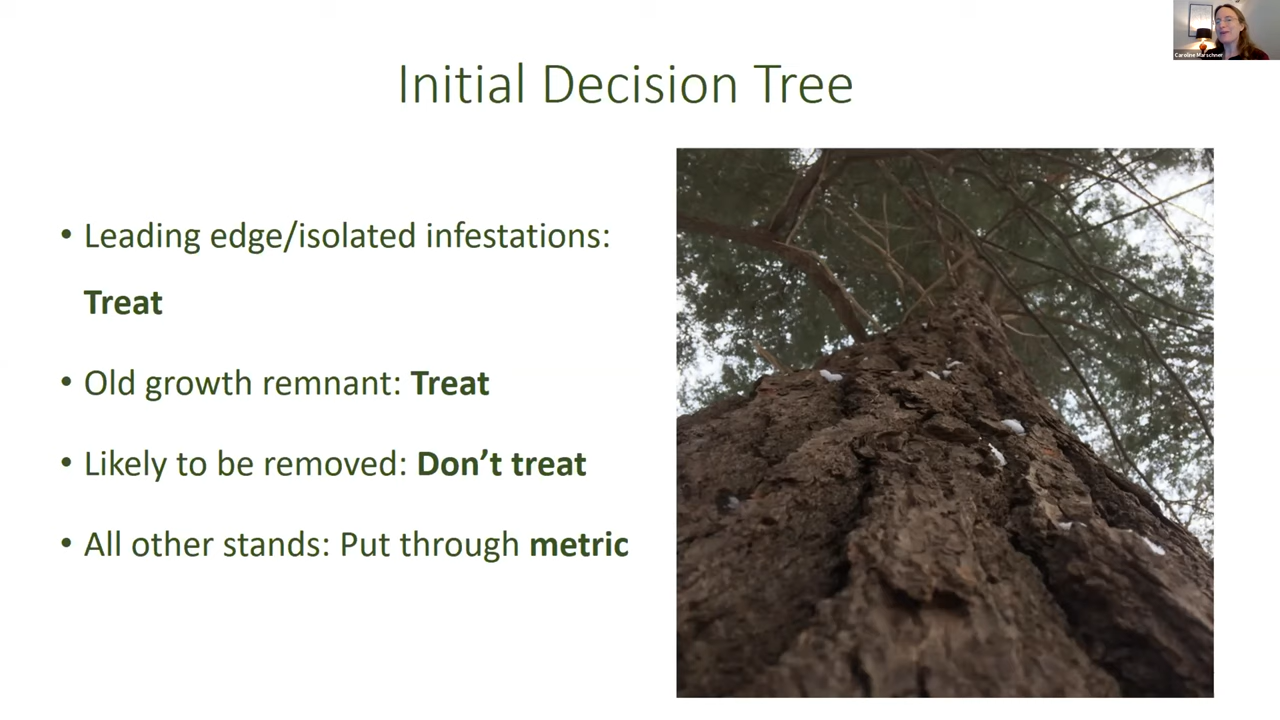 Caroline Marschner
Initial Decision Tree
• Leading edge/isolated infestations:
Treat
• Old growth remnant: Treat
• Likely to be removed: Don’t treat
• All other stands: Put through metric